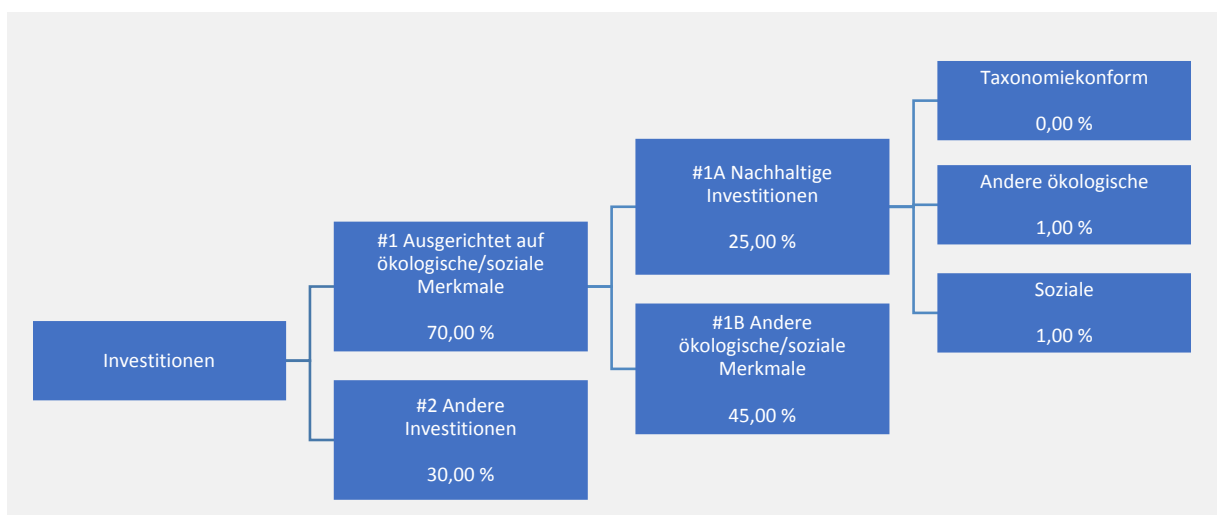 Investitionen
#1 Ausgerichtet auf
ökologische/soziale
Merkmale
70,00 %
#2 Andere
Investitionen
30,00 %
#1A Nachhaltige
Investitionen
25,00 %
#1B Andere
ökologische/soziale
Merkmale
45,00 %
Taxonomiekonform
0,00 %
Andere ökologische
1,00 %
Soziale
1,00 %